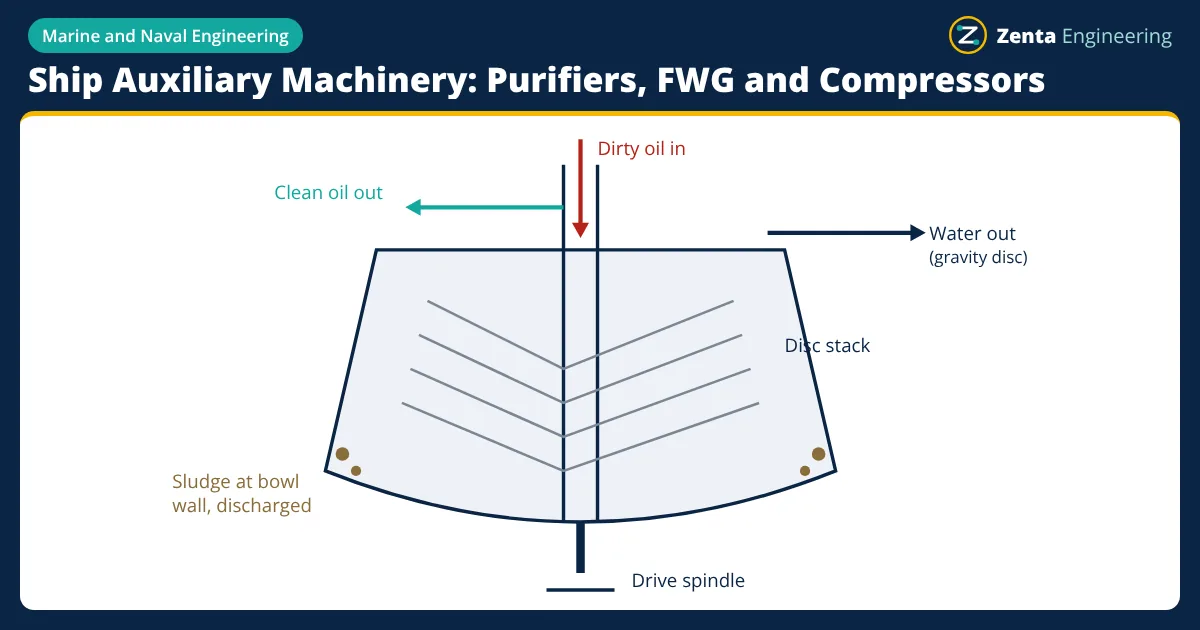 Marine and Naval Engineering
Zenta Engineering
Ship Auxiliary Machinery: Purifiers, FWG and Compressors
Dirty oil in
Clean oil out
Water out
(gravity disc)
Disc stack
Sludge at bowl
wall, discharged
Drive spindle